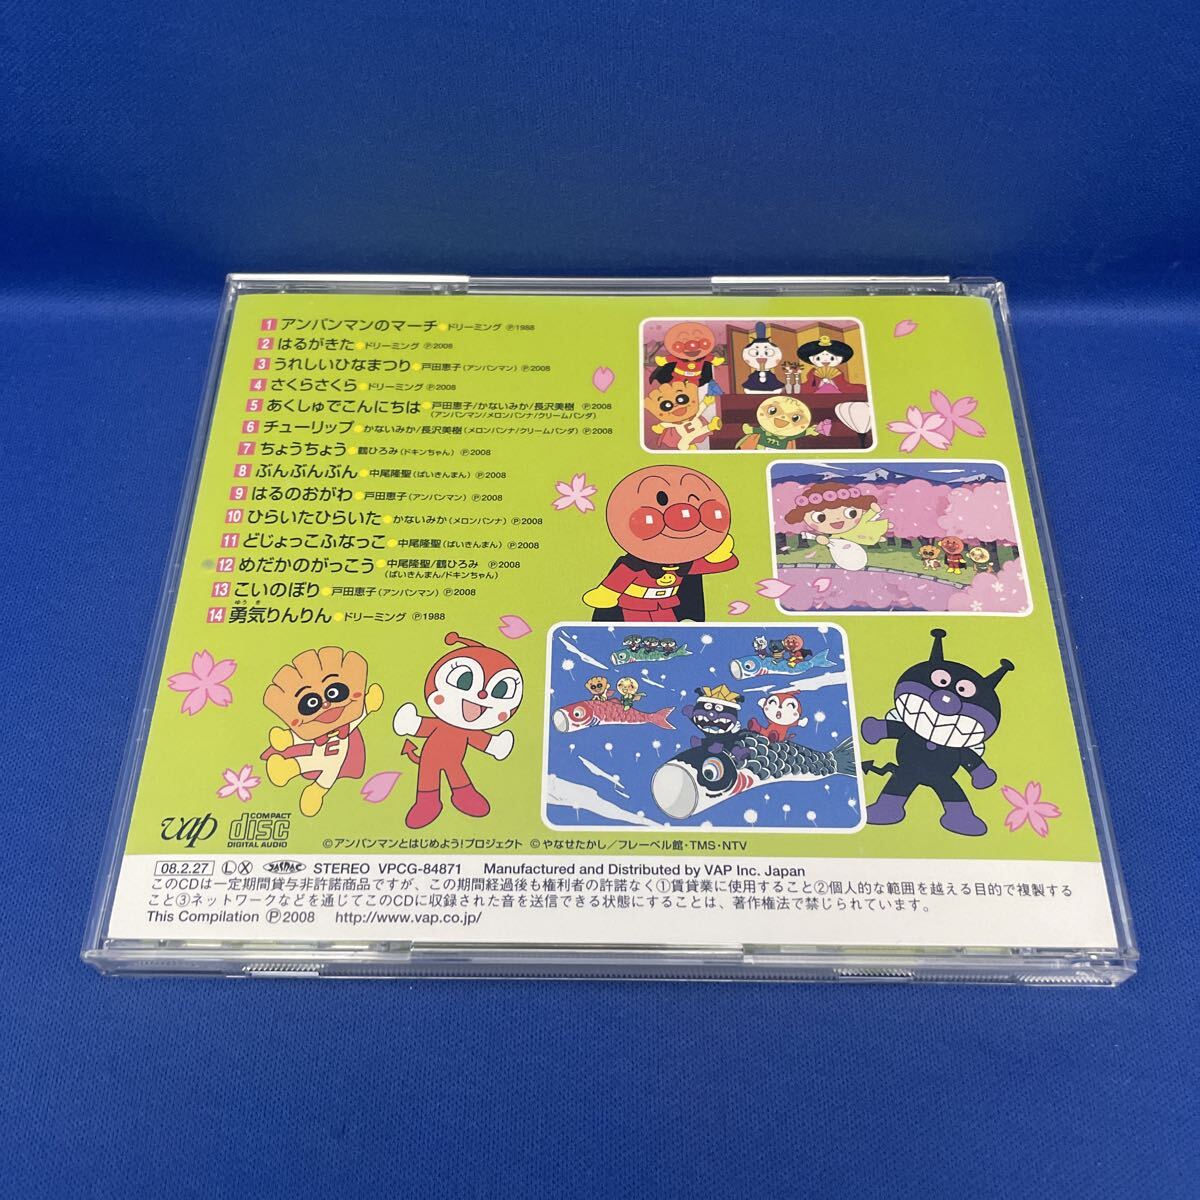 1 アンパンマンのマーチ●ドリーミング Ⓟ1988
2 はるがきた●ドリーミング Ⓟ2008
3 うれしいひなまつり●戸田恵子(アンパンマン)Ⓟ2008
4 さくらさくら●ドリーミング Ⓟ2008
5 あくしゅでこんにちは●戸田恵子/かないみか/長沢美樹 Ⓟ2008
(アンパンマン/メロンパンナ/クリームパンダ)
6 チューリップ●かないみか/長沢美樹(メロンパンナ/クリームパンダ)Ⓟ2008
7 ちょうちょう●鶴ひろみ(ドキンちゃん)Ⓟ2008
8 ぶんぶんぶん●中尾隆聖(ばいきんまん)Ⓟ2008
9 はるのおがわ●戸田恵子(アンパンマン)Ⓟ2008
10 ひらいたひらいた●かないみか(メロンパンナ)Ⓟ2008
11 どじょっこふなっこ●中尾隆聖(ばいきんまん)Ⓟ2008
12 めだかのがっこう●中尾隆聖/鶴ひろみ Ⓟ2008
(ばいきんまん/ドキンちゃん)
13 こいのぼり●戸田恵子(アンパンマン)Ⓟ2008
ゆうき
14 勇気りんりん●ドリーミング Ⓟ1988
E
E
m
vap COMPACT disc DIGITAL AUDIO
©アンパンマンとはじめよう!プロジェクト ©やなせたかし/フレーベル館・TMS・NTV
08.2.27 Ⓛ Ⓧ JASRAC STEREO VPCG-84871 Manufactured and Distributed by VAP Inc. Japan
このCDは一定期間貸与非許諾商品ですが、この期間経過後も権利者の許諾なく①賃貸業に使用すること②個人的な範囲を越える目的で複製する
こと③ネットワークなどを通じてこのCDに収録された音を送信できる状態にすることは、著作権法で禁じられています。
This Compilation Ⓟ2008 http://www.vap.co.jp/